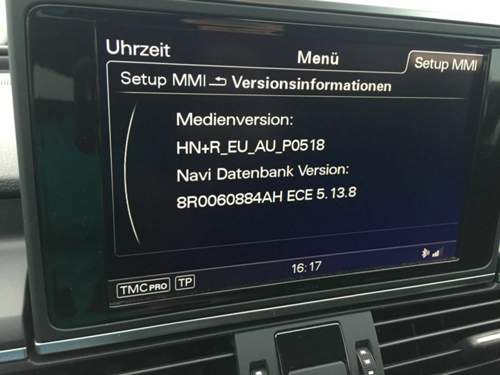 Uhrzeit
Menü
Setup MMI
Setup MMI Versionsinformationen
Medienversion:
HN+R_EU_AU_P0518
Navi Datenbank Version:
8R0060884AH ECE 5.13.8
16:17
TMC PRO TP